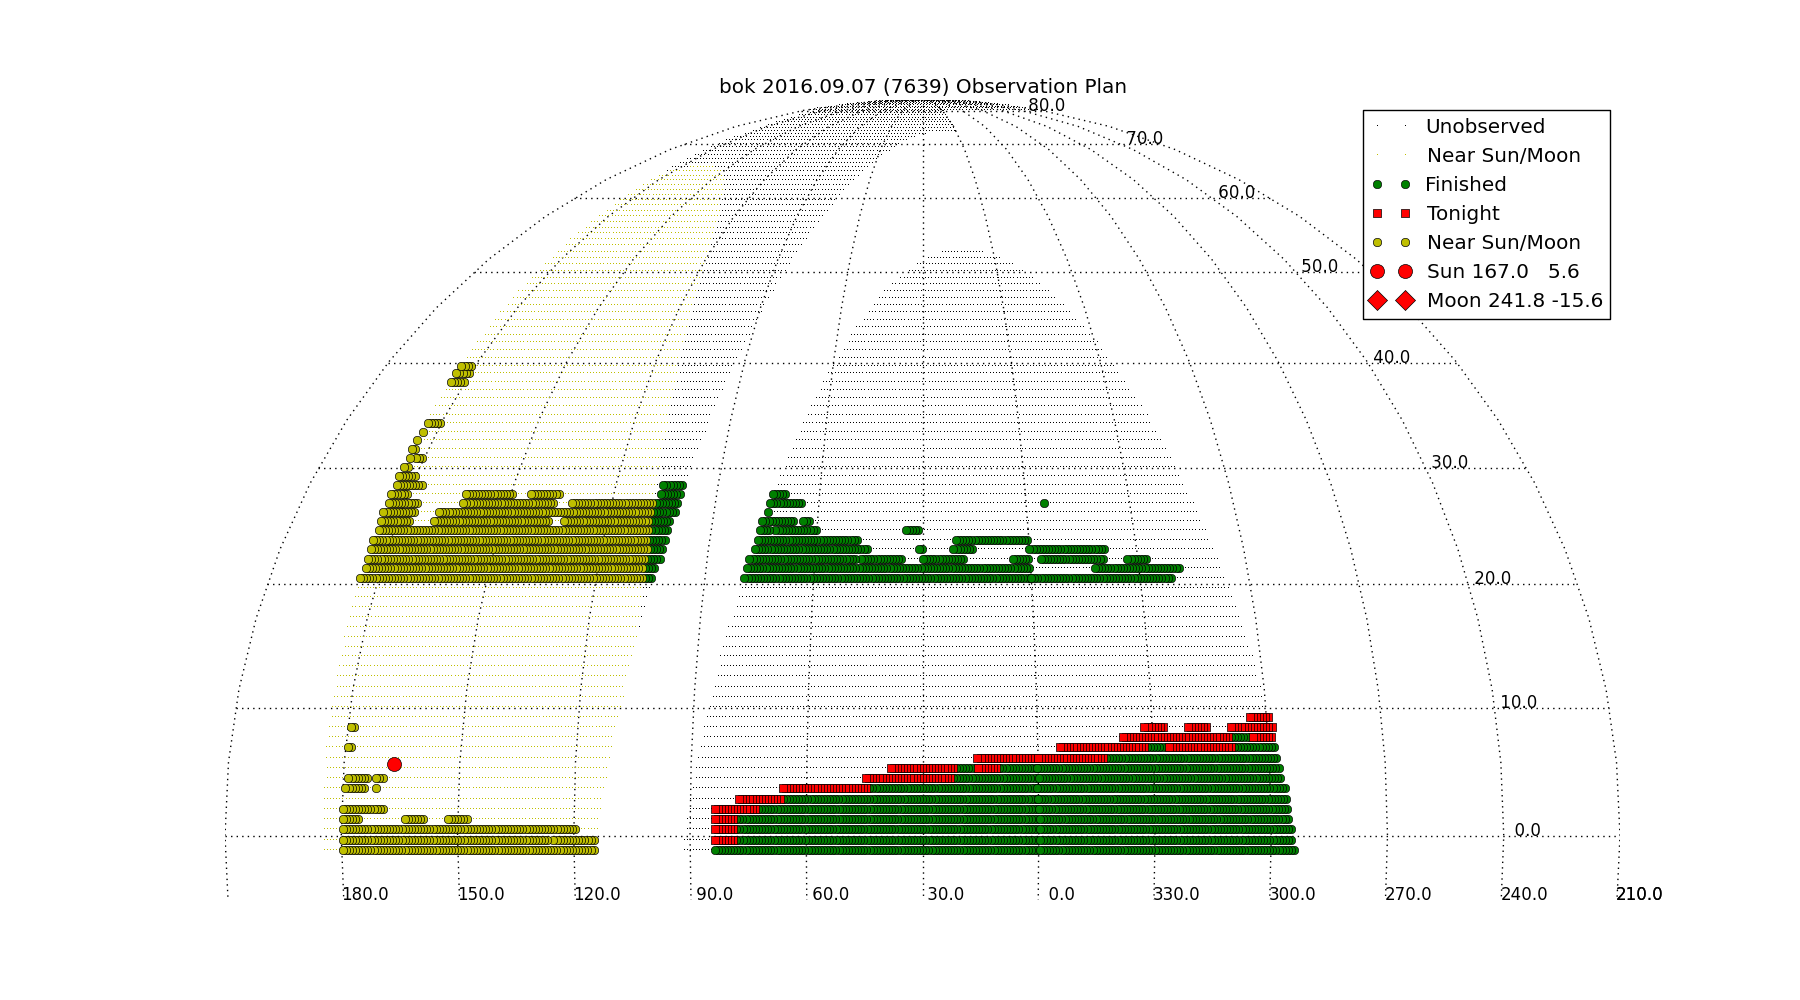 bok 2016.09.07 (7639) Observation Plan
80.0
70.0
60.0
50.0
40.0
30.0
20.0
10.0
0.0
Unobserved
Near Sun/Moon
Finished
Tonight
Near Sun/Moon
Sun 167.0 5.6
Moon 241.8 -15.6
180.0 150.0 120.0 90.0 60.0 30.0 0.0 330.0 300.0 270.0 240.0 210.0